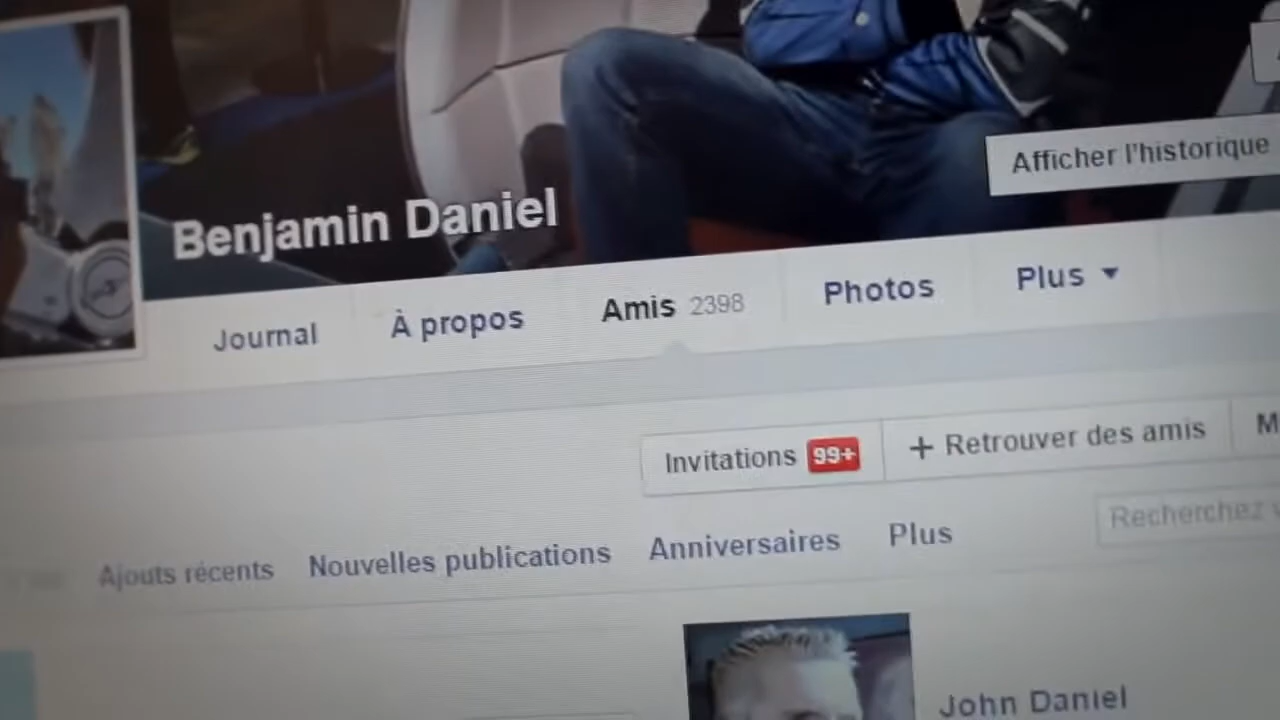 Afficher l'historique
Benjamin Daniel
Journal À propos Amis 2398 Photos Plus
Invitations 99+ + Retrouver des amis
Ajouts récents Nouvelles publications Anniversaires Plus Recherchez
John Daniel